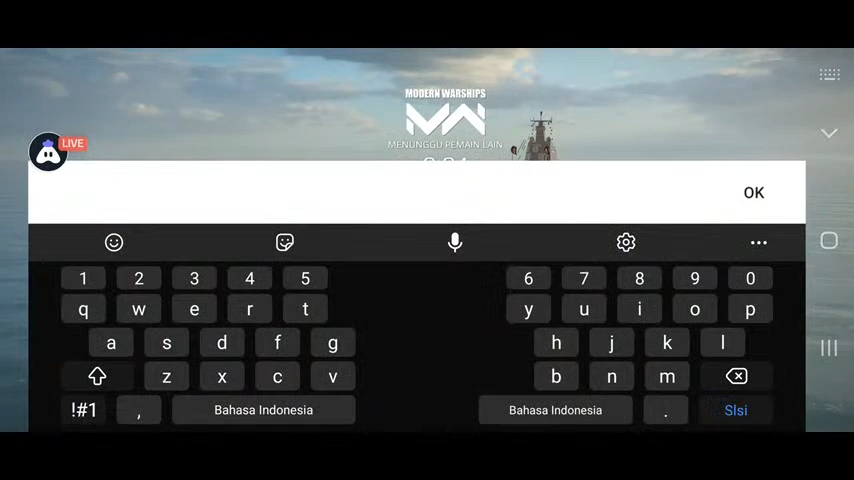 MODERN WARSHIPS
MENUNGGU PEMAIN LAIN
LIVE
OK
1 2 3 4 5 6 7 8 9 0
q w e r t y u i o p
a s d f g h j k l
z x c v b n m
!#1 , Bahasa Indonesia Bahasa Indonesia . Slsi